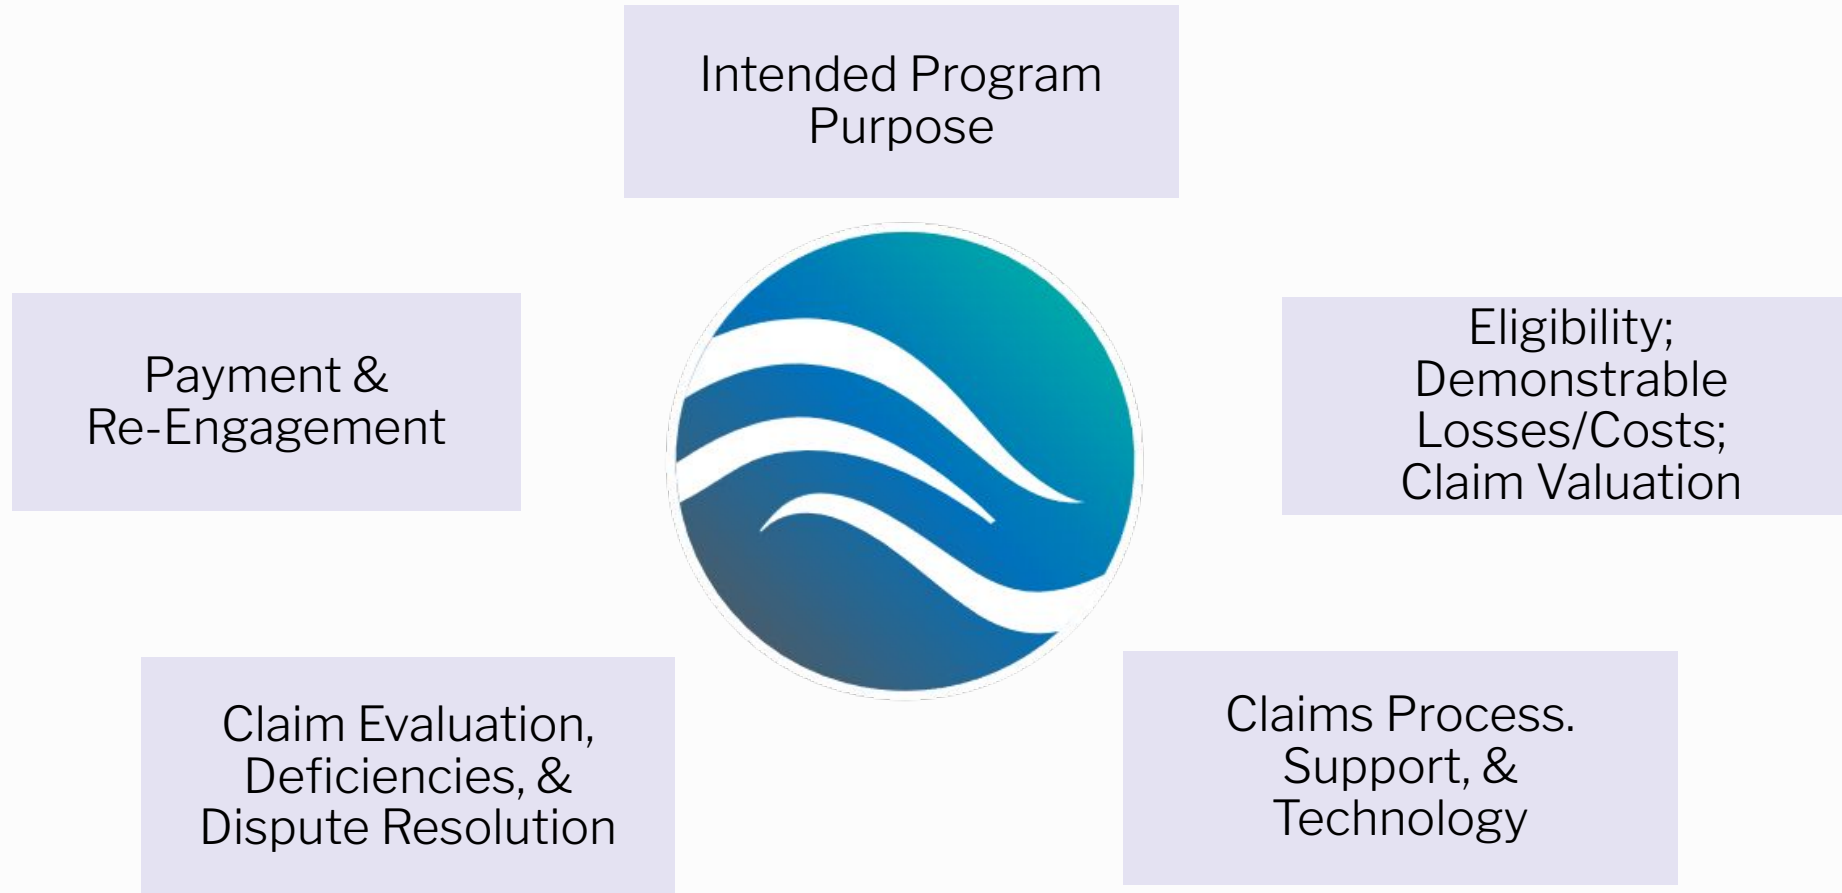 Intended Program
Purpose
Eligibility;
Demonstrable
Losses/Costs;
Claim Valuation
Claims Process.
Support, &
Technology
Claim Evaluation,
Deficiencies, &
Dispute Resolution
Payment &
Re-Engagement